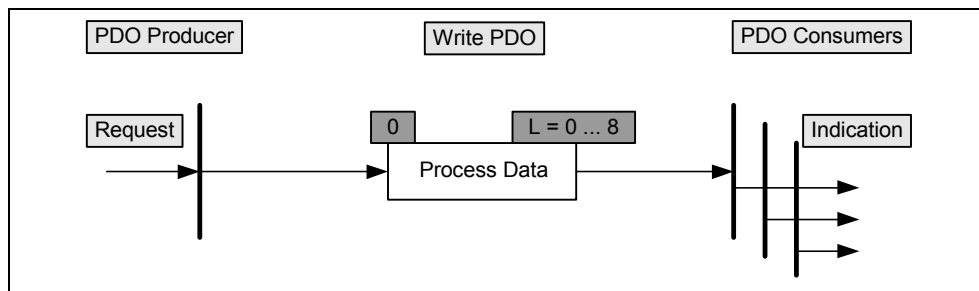 PDO Producer
Write PDO
PDO Consumers
Request
0
L = 0 ... 8
Indication
Process Data